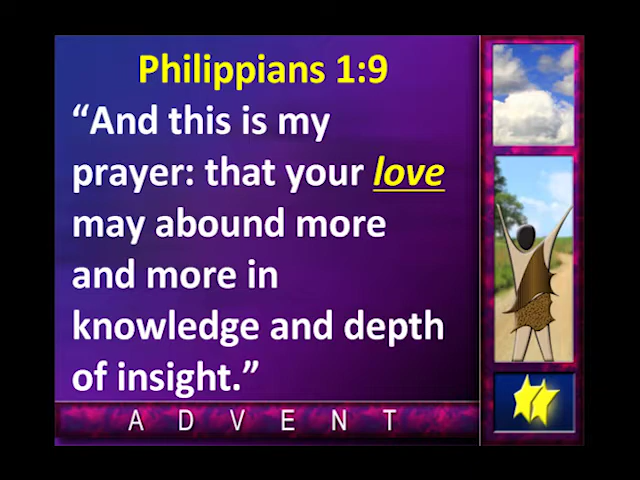 Philippians 1:9
“And this is my
prayer: that your love
may abound more
and more in
knowledge and depth
of insight.”
ADVENT